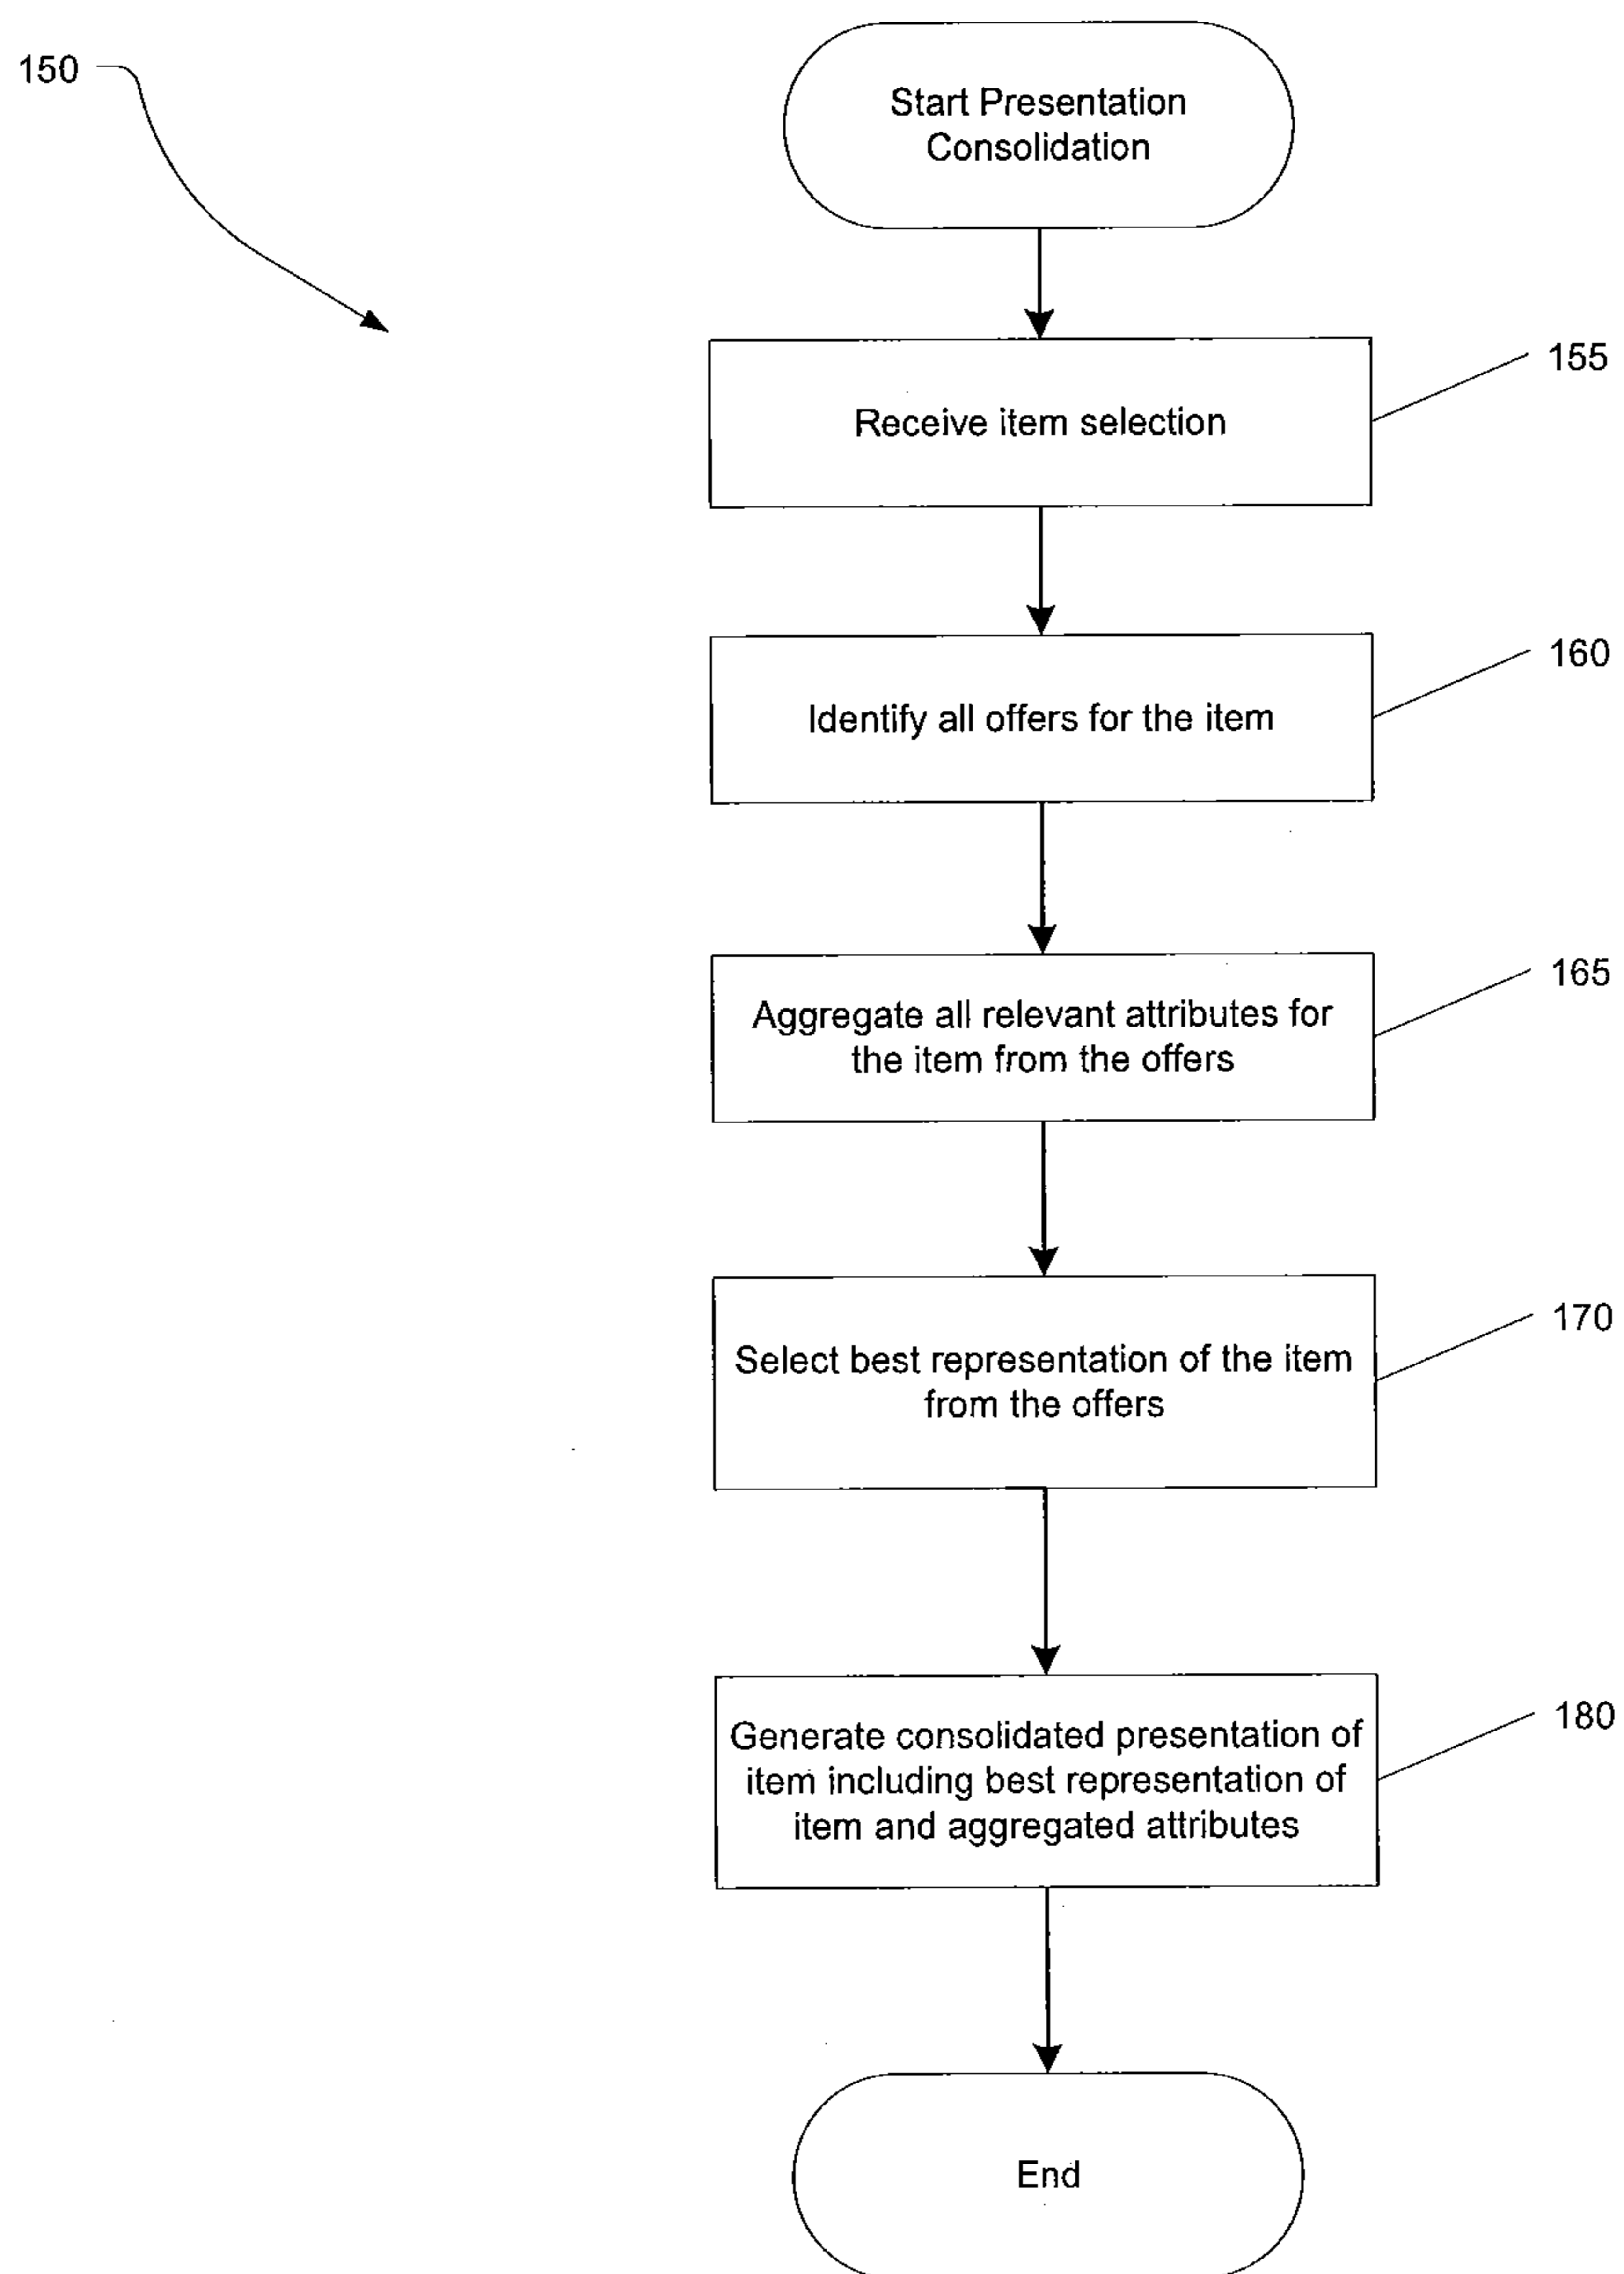 150
Start Presentation
Consolidation
155
Receive item selection
160
Identify all offers for the item
165
Aggregate all relevant attributes for
the item from the offers
170
Select best representation of the item
from the offers
180
Generate consolidated presentation of
item including best representation of
item and aggregated attributes
End